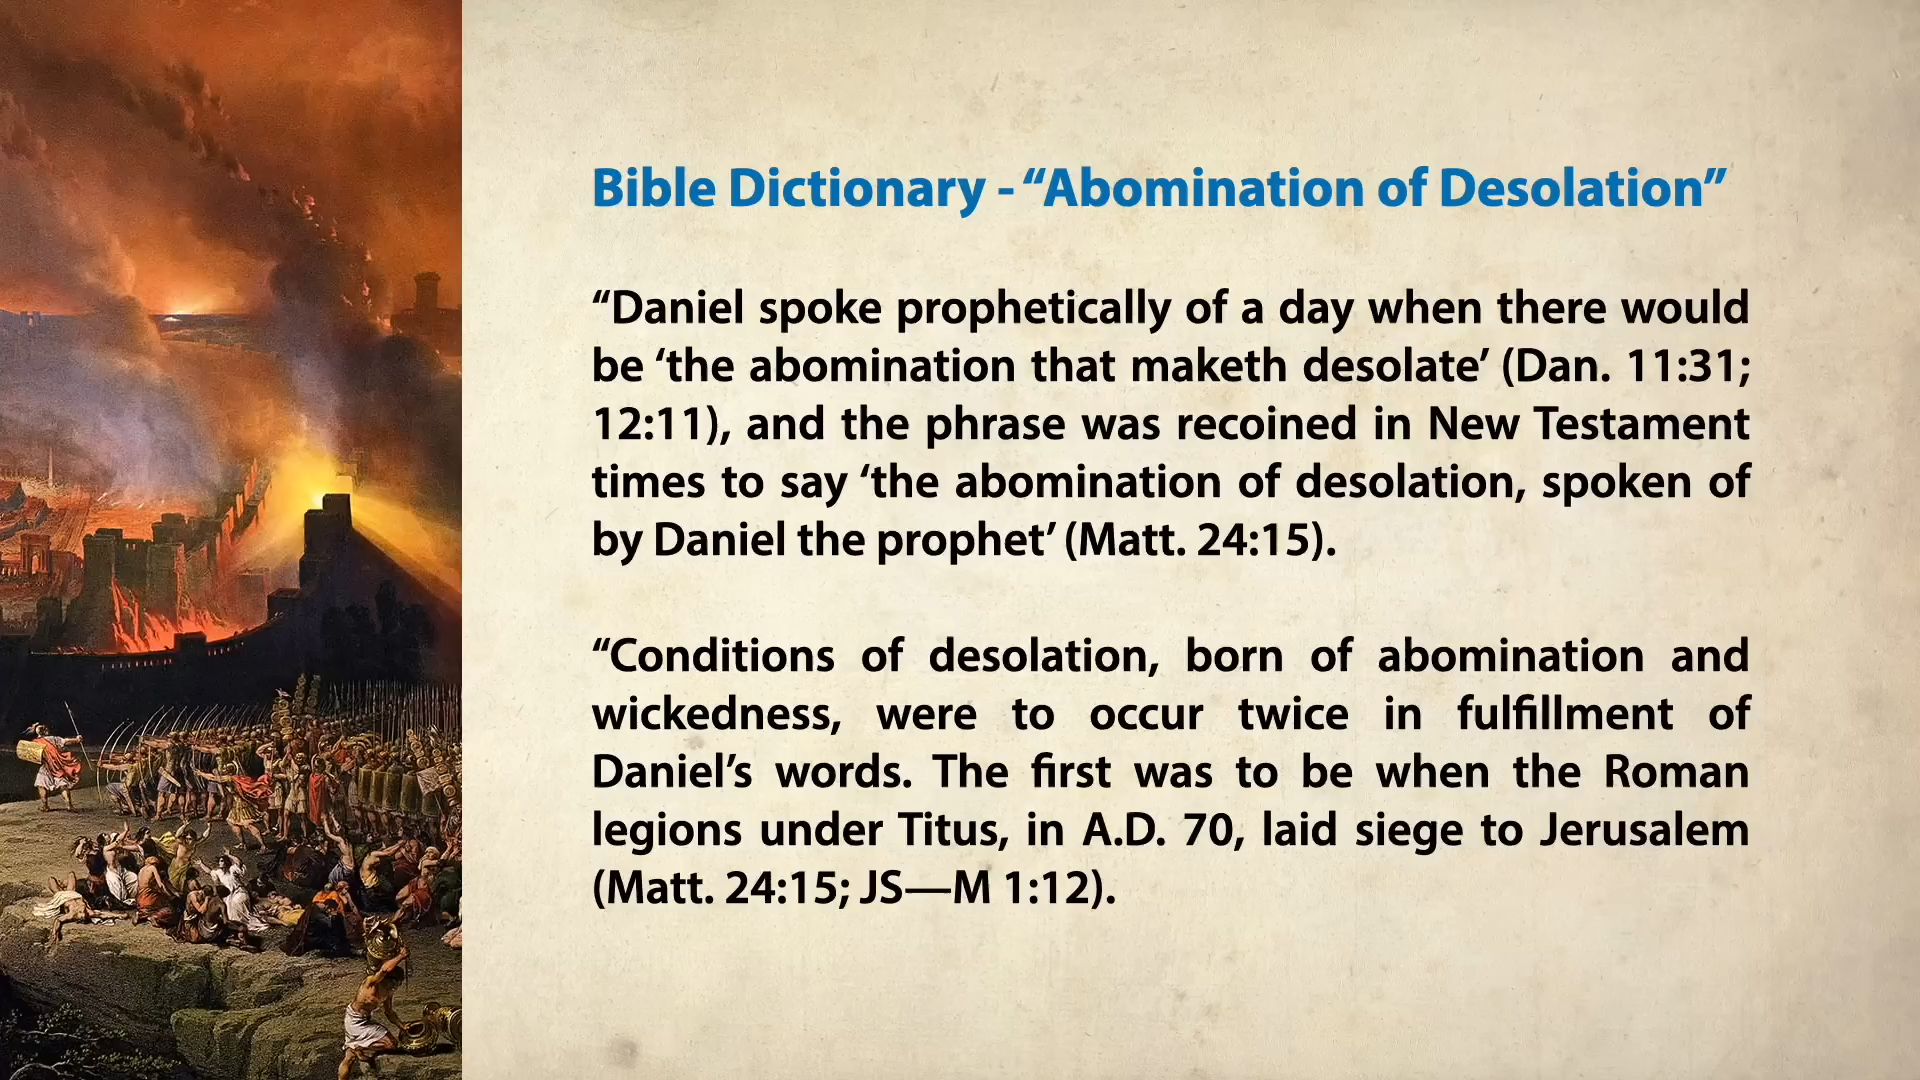 Bible Dictionary - “Abomination of Desolation”
“Daniel spoke prophetically of a day when there would
be ‘the abomination that maketh desolate’ (Dan. 11:31;
12:11), and the phrase was recoined in New Testament
times to say ‘the abomination of desolation, spoken of
by Daniel the prophet’ (Matt. 24:15).
“Conditions of desolation, born of abomination and
wickedness, were to occur twice in fulfillment of
Daniel’s words. The first was to be when the Roman
legions under Titus, in A.D. 70, laid siege to Jerusalem
(Matt. 24:15; JS—M 1:12).